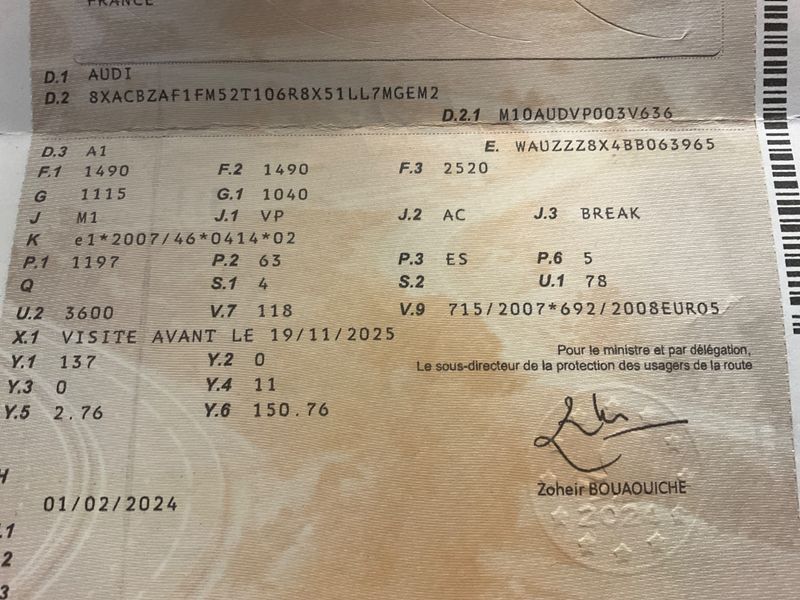 FRANCE
D.1 AUDI
D.2 8XACBZAF1FM52T106R8X51LL7MGEM2
D.2.1 M10AUDVP003V636
D.3 A1 E. WAUZZZ8X4BB063965
F.1 1490 F.2 1490 F.3 2520
G 1115 G.1 1040
J M1 J.1 VP J.2 AC J.3 BREAK
K e1*2007/46*0414*02
P.1 1197 P.2 63 P.3 ES P.6 5
Q S.1 4 S.2 U.1 78
U.2 3600 V.7 118 V.9 715/2007*692/2008EURO5
X.1 VISITE AVANT LE 19/11/2025
Y.1 137 Y.2 0
Y.3 0 Y.4 11
Y.5 2.76 Y.6 150.76
Pour le ministre et par délégation,
Le sous-directeur de la protection des usagers de la route
Zoheir BOUAOUICHE
H
01/02/2024
.1
.2
.3